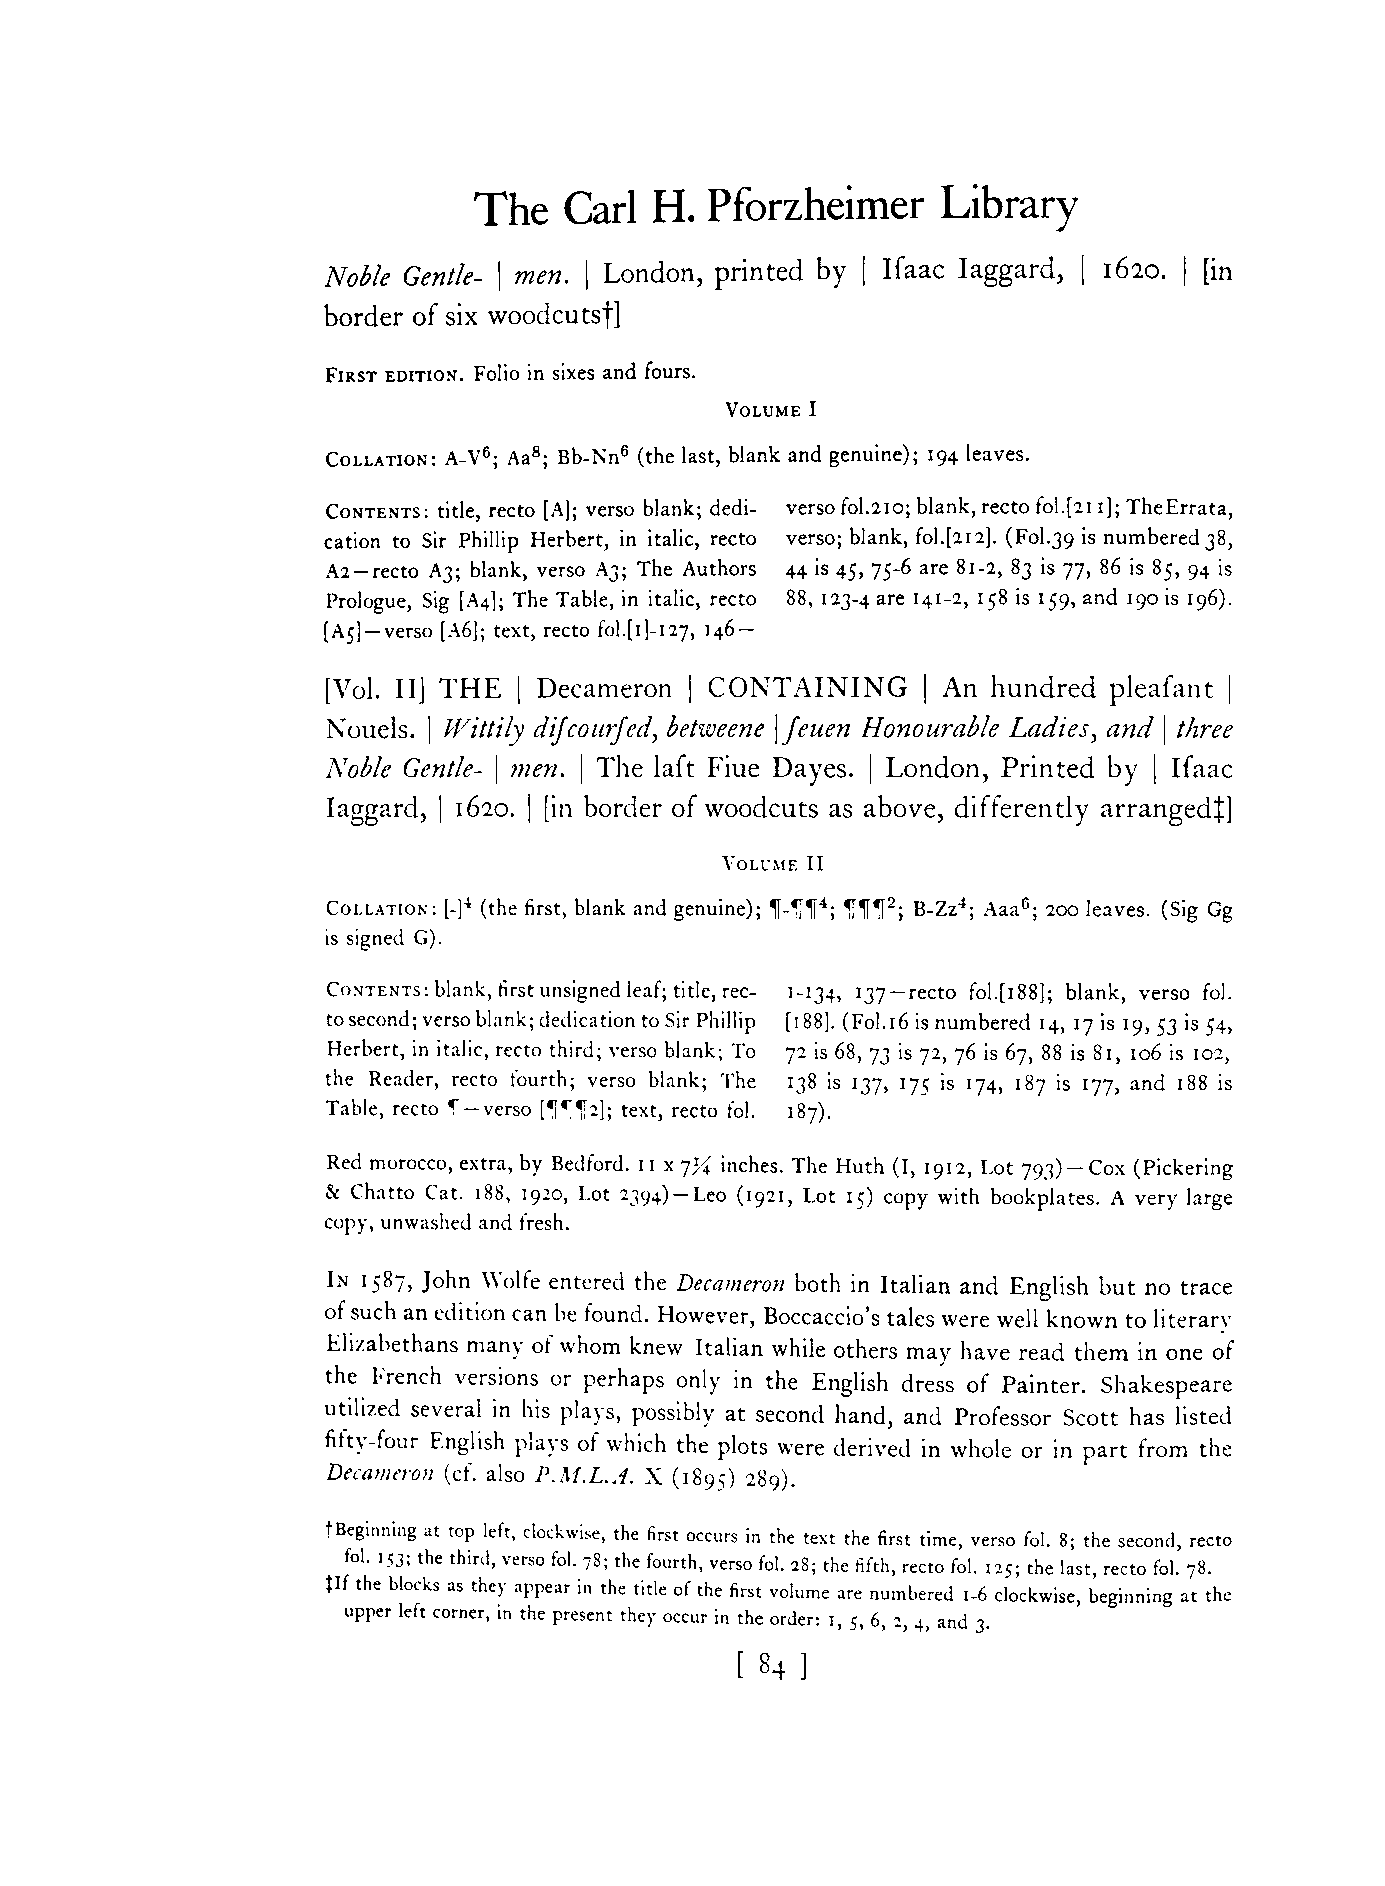 The Carl H. Pforzheimer Library
Noble Gentle- | men. | London, printed by | Iſaac Iaggard, | 1620. | [in
border of six woodcuts†]
FIRST EDITION. Folio in sixes and fours.
VOLUME I
COLLATION: A-V⁶; Aa⁸; Bb-Nn⁶ (the last, blank and genuine); 194 leaves.
CONTENTS: title, recto [A]; verso blank; dedi-
cation to Sir Phillip Herbert, in italic, recto
A2—recto A3; blank, verso A3; The Authors
Prologue, Sig [A4]; The Table, in italic, recto
[A5]—verso [A6]; text, recto fol.[1]-127, 146—
verso fol.210; blank, recto fol.[211]; The Errata,
verso; blank, fol.[212]. (Fol.39 is numbered 38,
44 is 45, 75-6 are 81-2, 83 is 77, 86 is 85, 94 is
88, 123-4 are 141-2, 158 is 159, and 190 is 196).
[Vol. II] THE | Decameron | CONTAINING | An hundred pleaſant |
Nouels. | Wittily diſcourſed, betweene | ſeuen Honourable Ladies, and | three
Noble Gentle- | men. | The laſt Fiue Dayes. | London, Printed by | Iſaac
Iaggard, | 1620. | [in border of woodcuts as above, differently arranged‡]
VOLUME II
COLLATION: [-]⁴ (the first, blank and genuine); ¶-¶¶⁴; ¶¶¶²; B-Zz⁴; Aaa⁶; 200 leaves. (Sig Gg
is signed G).
CONTENTS: blank, first unsigned leaf; title, rec-
to second; verso blank; dedication to Sir Phillip
Herbert, in italic, recto third; verso blank; To
the Reader, recto fourth; verso blank; The
Table, recto ¶—verso [¶¶¶2]; text, recto fol.
1-134, 137—recto fol.[188]; blank, verso fol.
[188]. (Fol.16 is numbered 14, 17 is 19, 53 is 54,
72 is 68, 73 is 72, 76 is 67, 88 is 81, 106 is 102,
138 is 137, 175 is 174, 187 is 177, and 188 is
187).
Red morocco, extra, by Bedford. 11 x 7¼ inches. The Huth (I, 1912, Lot 793)—Cox (Pickering
& Chatto Cat. 188, 1920, Lot 2394)—Leo (1921, Lot 15) copy with bookplates. A very large
copy, unwashed and fresh.
IN 1587, John Wolfe entered the Decameron both in Italian and English but no trace
of such an edition can be found. However, Boccaccio's tales were well known to literary
Elizabethans many of whom knew Italian while others may have read them in one of
the French versions or perhaps only in the English dress of Painter. Shakespeare
utilized several in his plays, possibly at second hand, and Professor Scott has listed
fifty-four English plays of which the plots were derived in whole or in part from the
Decameron (cf. also P.M.L.A. X (1895) 289).
†Beginning at top left, clockwise, the first occurs in the text the first time, verso fol. 8; the second, recto
fol. 153; the third, verso fol. 78; the fourth, verso fol. 28; the fifth, recto fol. 125; the last, recto fol. 78.
‡If the blocks as they appear in the title of the first volume are numbered 1-6 clockwise, beginning at the
upper left corner, in the present they occur in the order: 1, 5, 6, 2, 4, and 3.
[ 84 ]